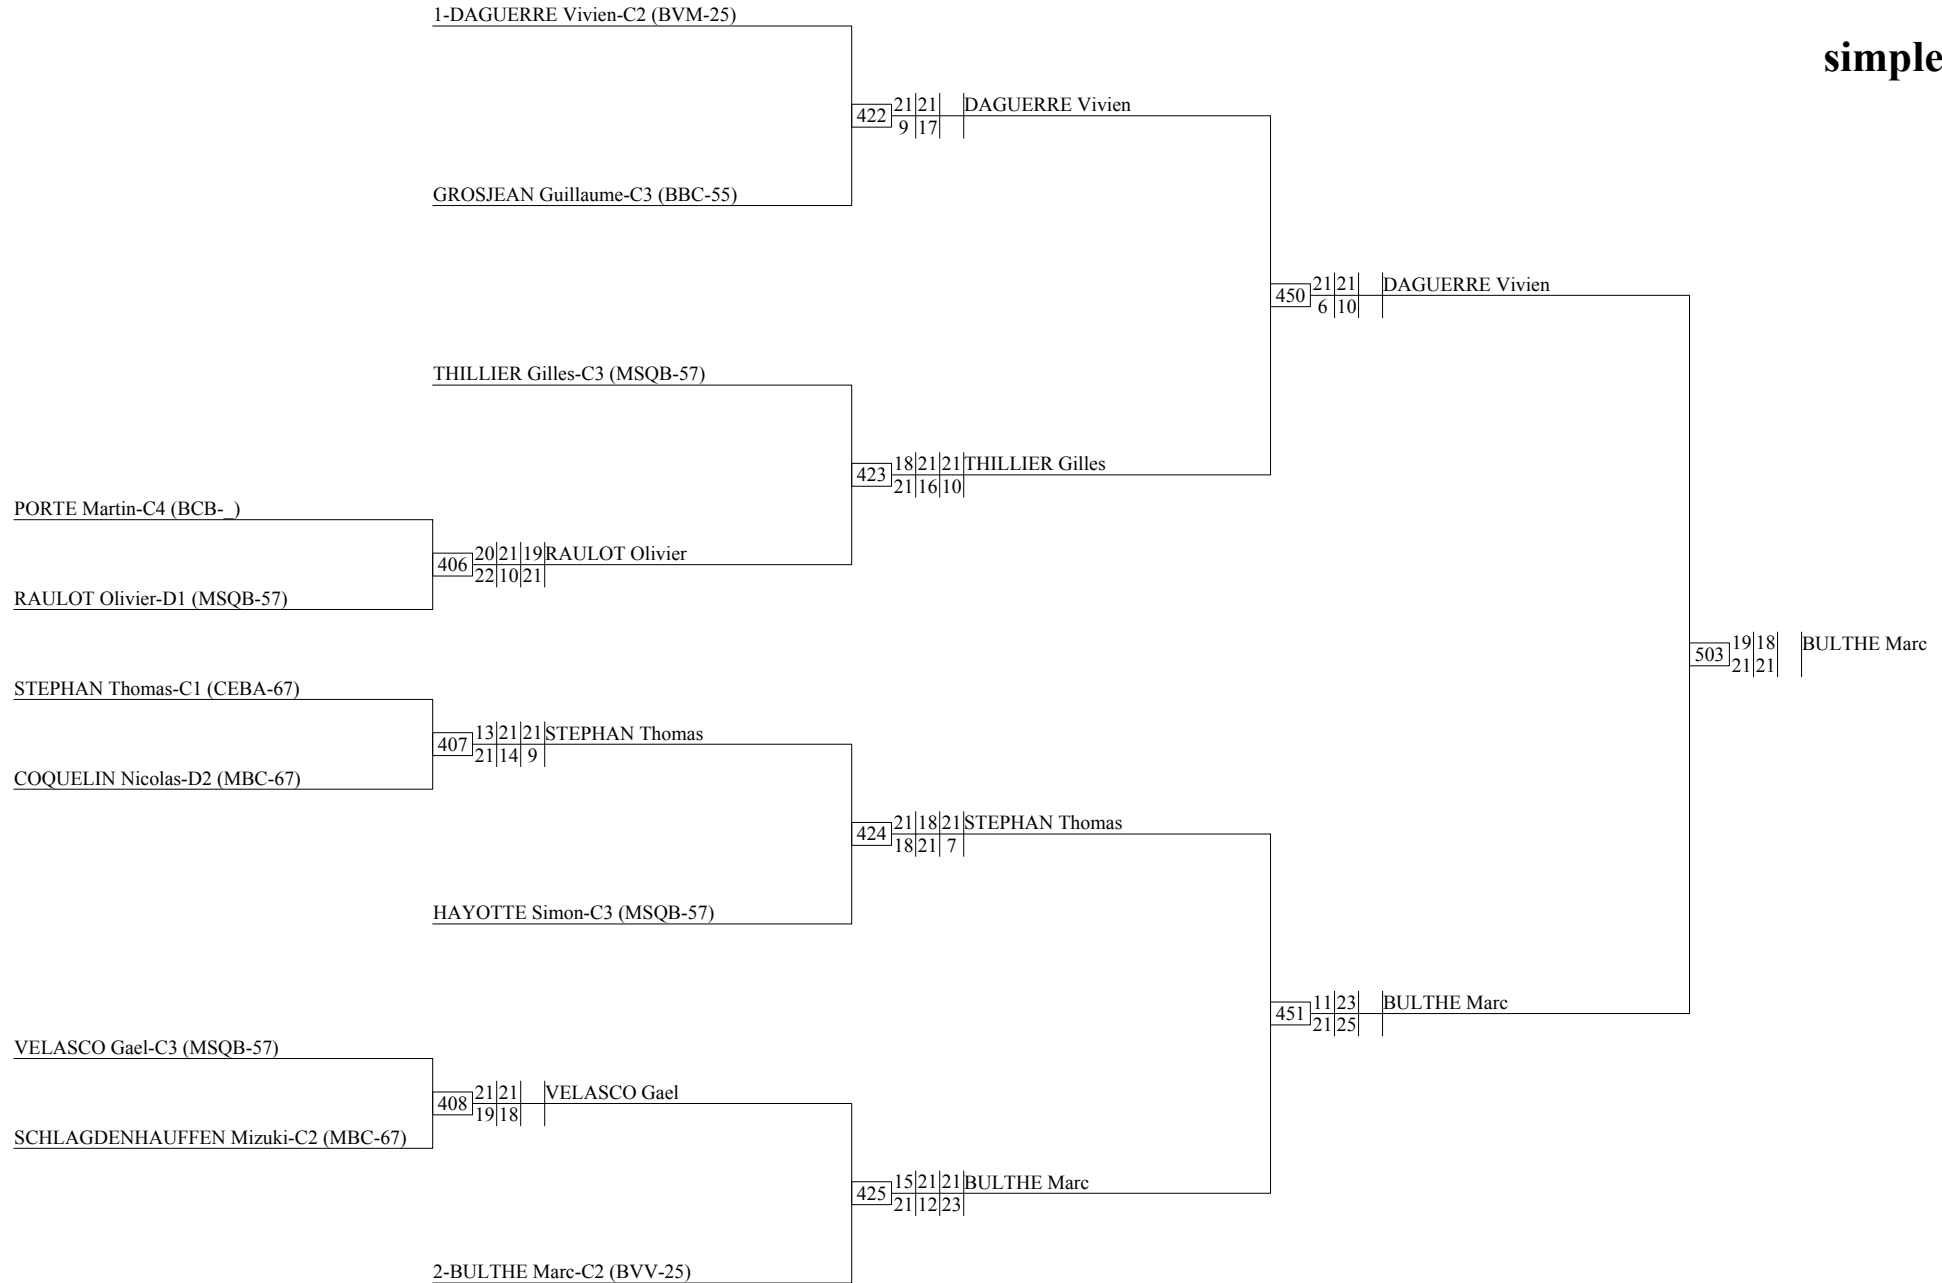 1-DAGUERRE Vivien-C2 (BVM-25)
simple
422 21 21 DAGUERRE Vivien
9 17
GROSJEAN Guillaume-C3 (BBC-55)
450 21 21 DAGUERRE Vivien
6 10
THILLIER Gilles-C3 (MSQB-57)
423 18 21 21 THILLIER Gilles
21 16 10
PORTE Martin-C4 (BCB-_)
406 20 21 19 RAULOT Olivier
22 10 21
RAULOT Olivier-D1 (MSQB-57)
503 19 18 BULTHE Marc
21 21
STEPHAN Thomas-C1 (CEBA-67)
407 13 21 21 STEPHAN Thomas
21 14 9
COQUELIN Nicolas-D2 (MBC-67)
424 21 18 21 STEPHAN Thomas
18 21 7
HAYOTTE Simon-C3 (MSQB-57)
451 11 23 BULTHE Marc
21 25
VELASCO Gael-C3 (MSQB-57)
408 21 21 VELASCO Gael
19 18
SCHLAGDENHAUFFEN Mizuki-C2 (MBC-67)
425 15 21 21 BULTHE Marc
21 12 23
2-BULTHE Marc-C2 (BVV-25)